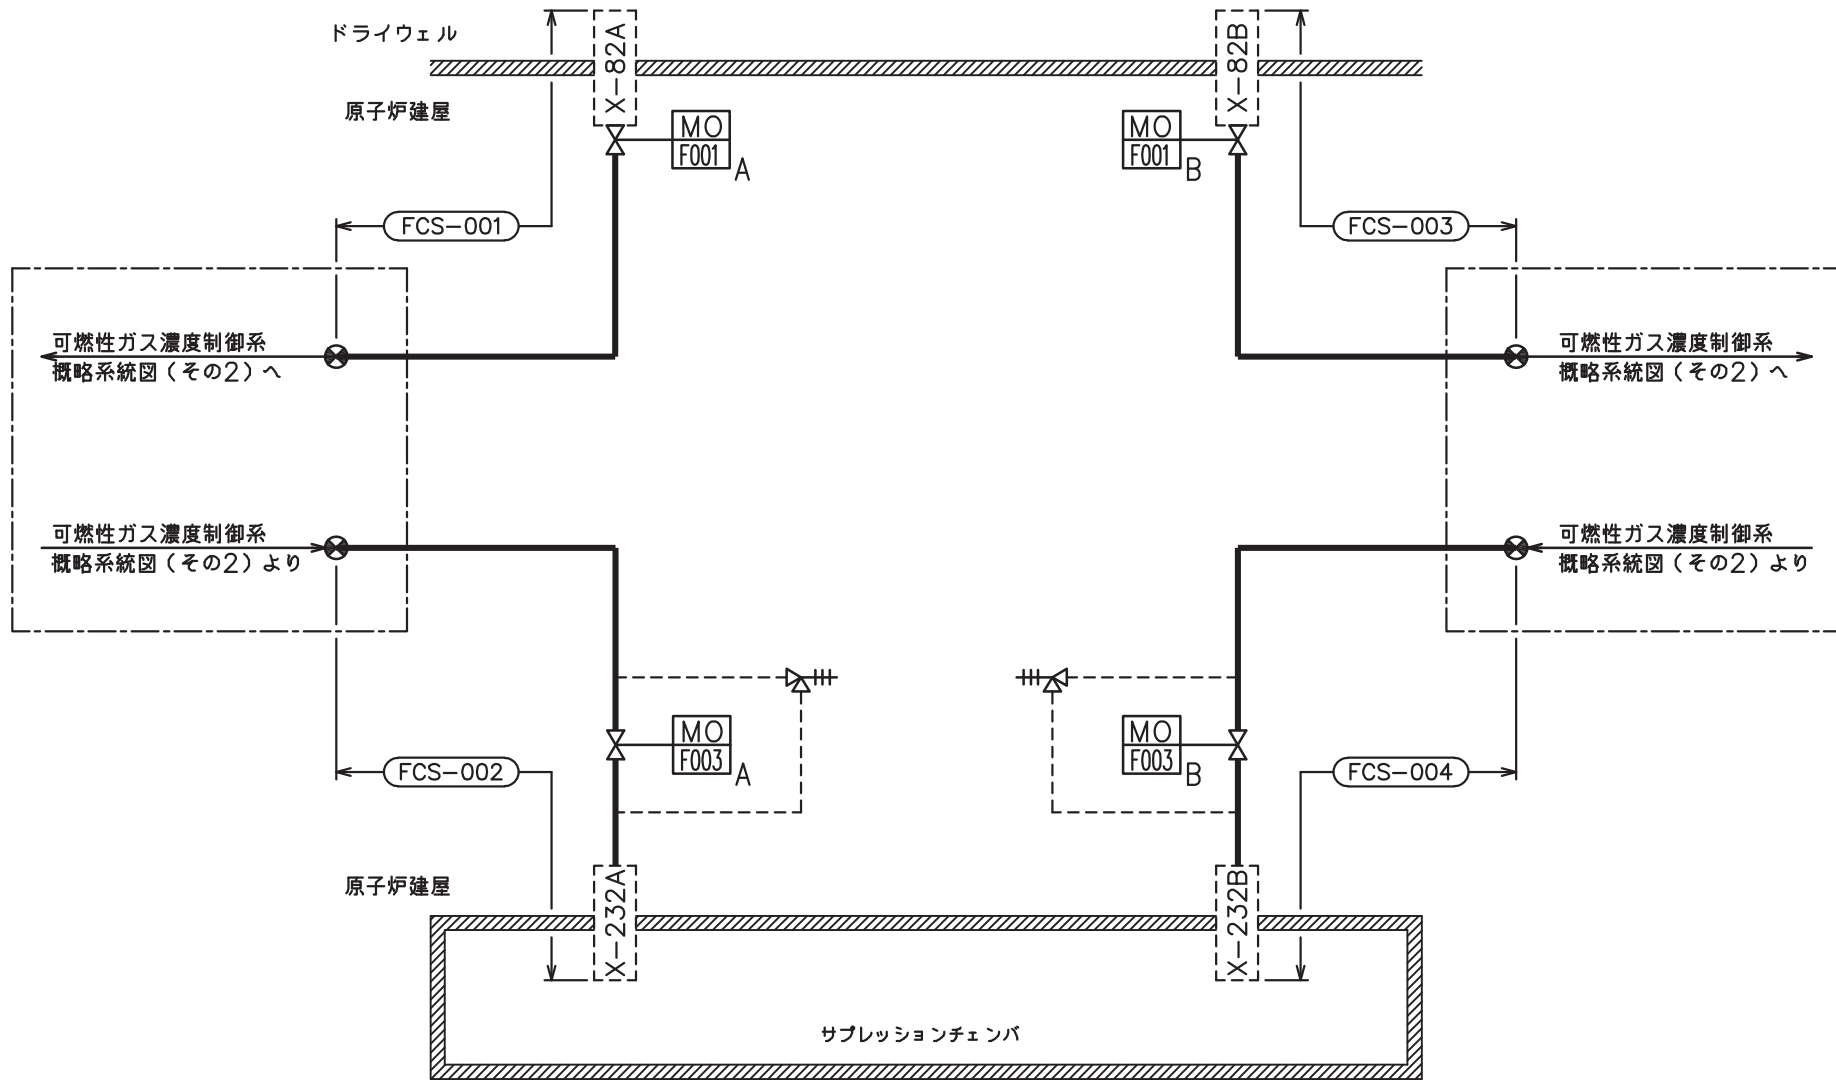 ドライウェル
X-82A
X-82B
原子炉建屋
MO
F001
A
MO
F001
B
FCS-001
FCS-003
可燃性ガス濃度制御系
概略系統図（その2）へ
可燃性ガス濃度制御系
概略系統図（その2）へ
可燃性ガス濃度制御系
概略系統図（その2）より
可燃性ガス濃度制御系
概略系統図（その2）より
MO
F003
A
MO
F003
B
FCS-002
FCS-004
原子炉建屋
X-232A
X-232B
サプレッションチェンバ